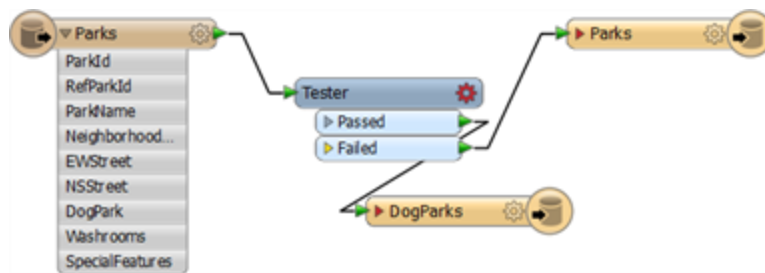 Parks
ParkId
RefParkId
ParkName
Neighborhood...
EWStreet
NSStreet
DogPark
Washrooms
SpecialFeatures
Tester
Passed
Failed
Parks
DogParks